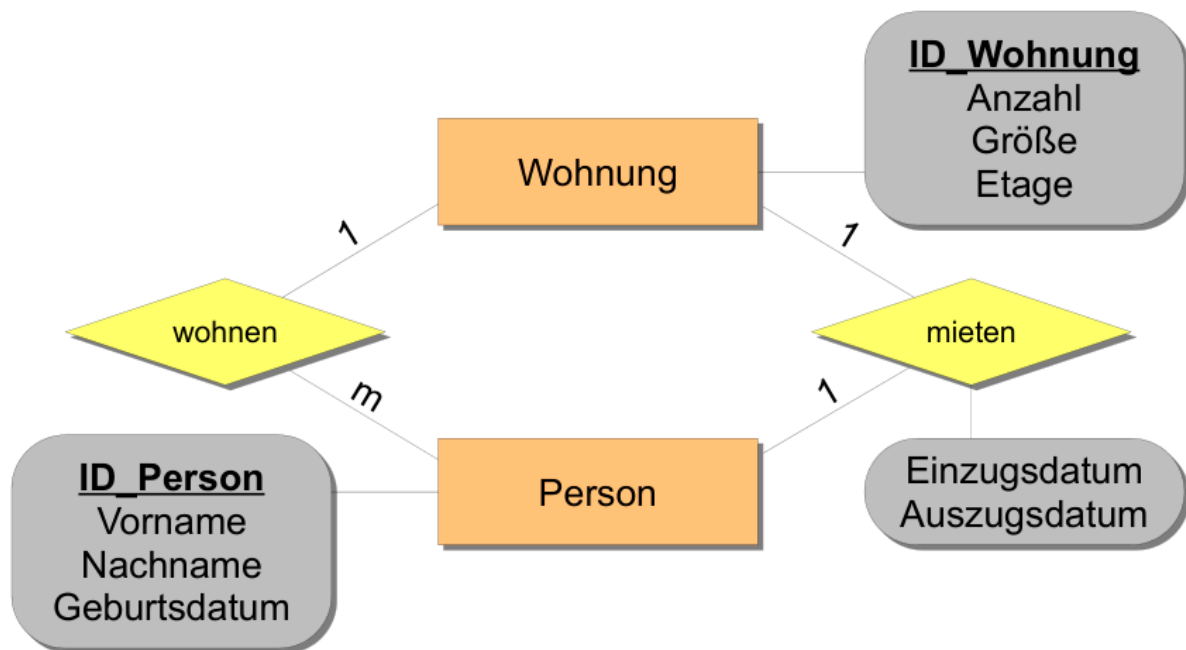 ID_Wohnung
Anzahl
Größe
Etage
Wohnung
1
1
wohnen
mieten
m
1
ID_Person
Vorname
Nachname
Geburtsdatum
Person
Einzugsdatum
Auszugsdatum